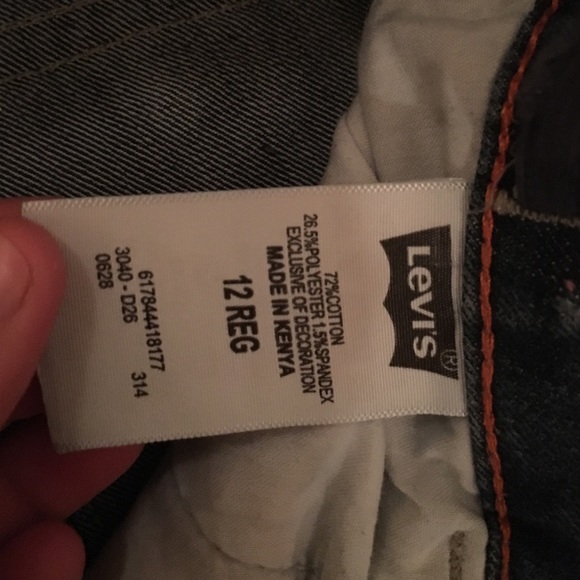 LEVI'S ®
72%COTTON
26.5%POLYESTER 1.5%SPANDEX
EXCLUSIVE OF DECORATION
MADE IN KENYA
12 REG
617844418177 314
3040 - D26
0628